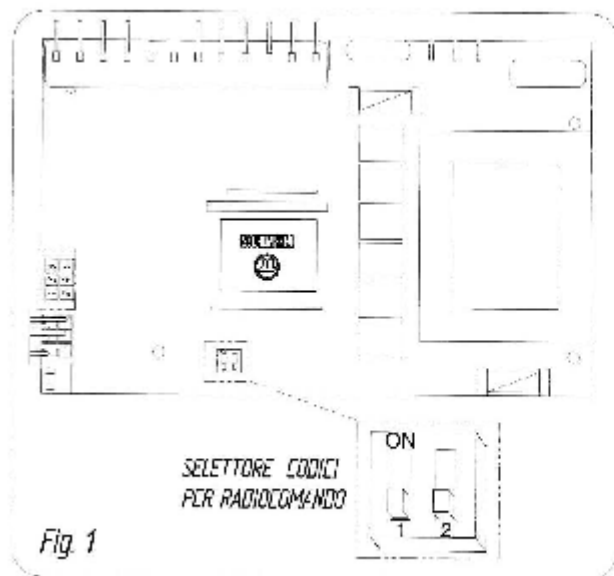 SELETTORE CODICI
PER RADIOCOMANDO
ON
1 2
Fig. 1